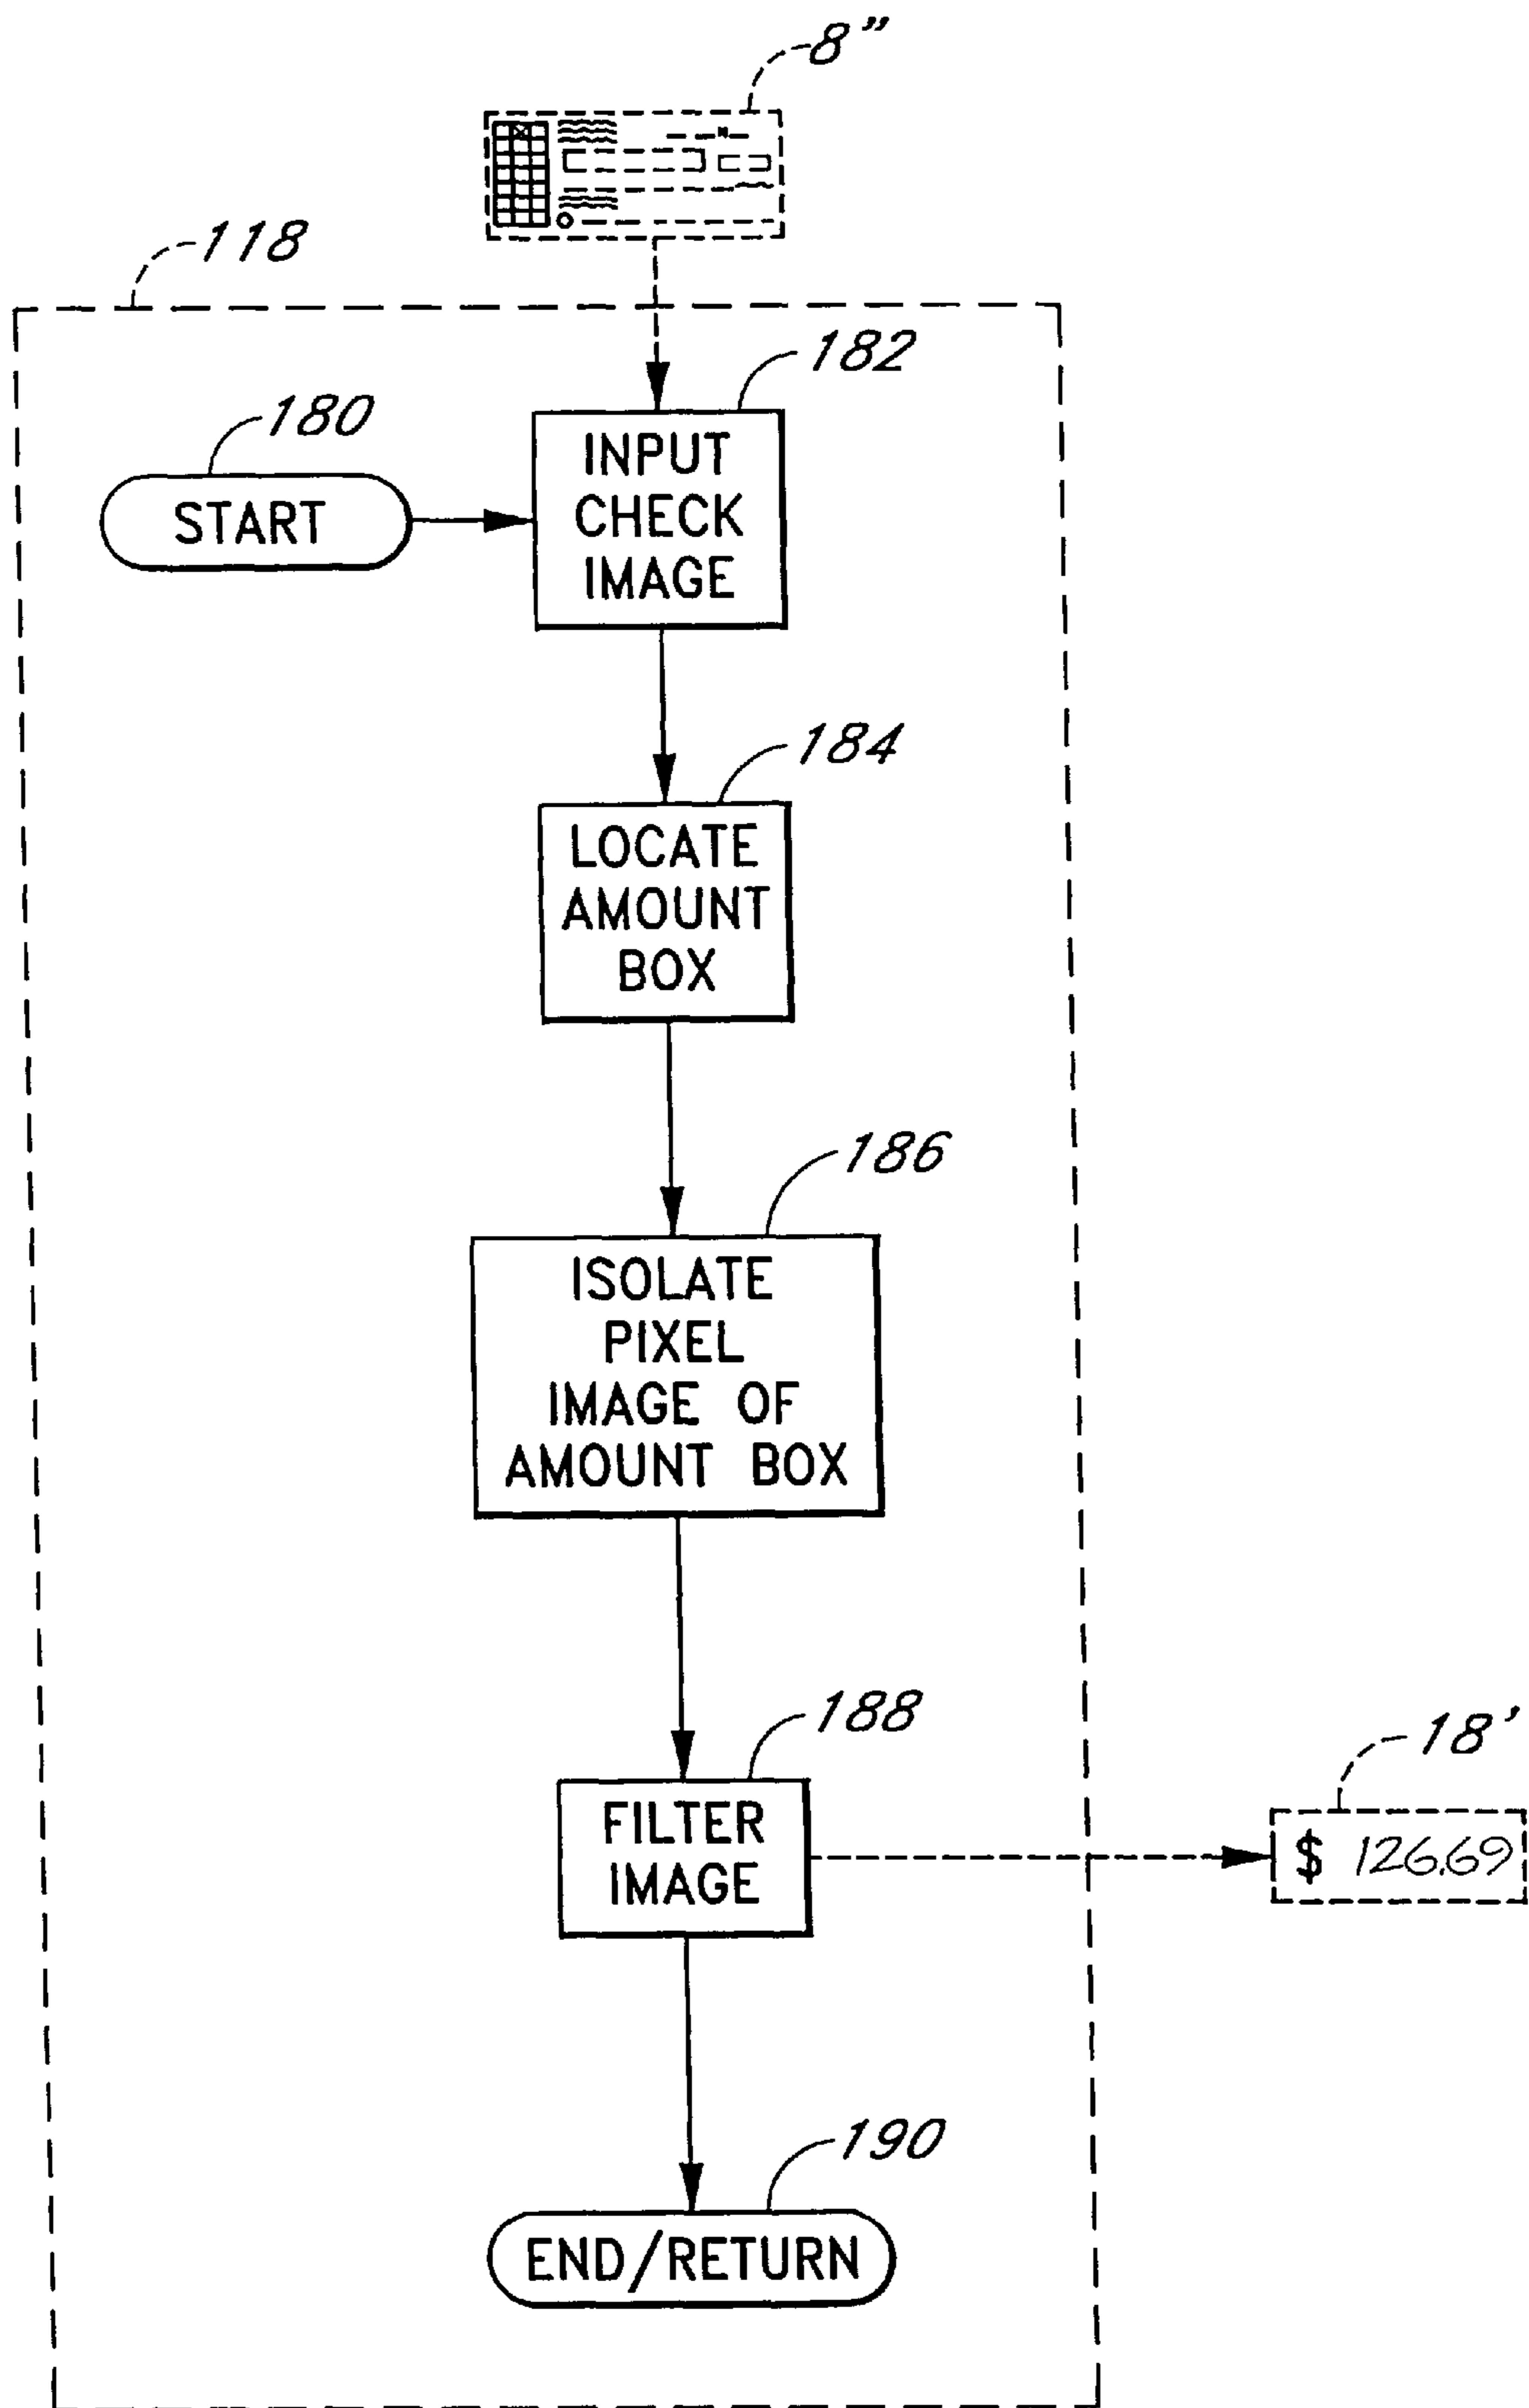 8”
118
182
180
START
INPUT
CHECK
IMAGE
184
LOCATE
AMOUNT
BOX
186
ISOLATE
PIXEL
IMAGE OF
AMOUNT BOX
188
FILTER
IMAGE
18’
$ 126.69
190
END/RETURN